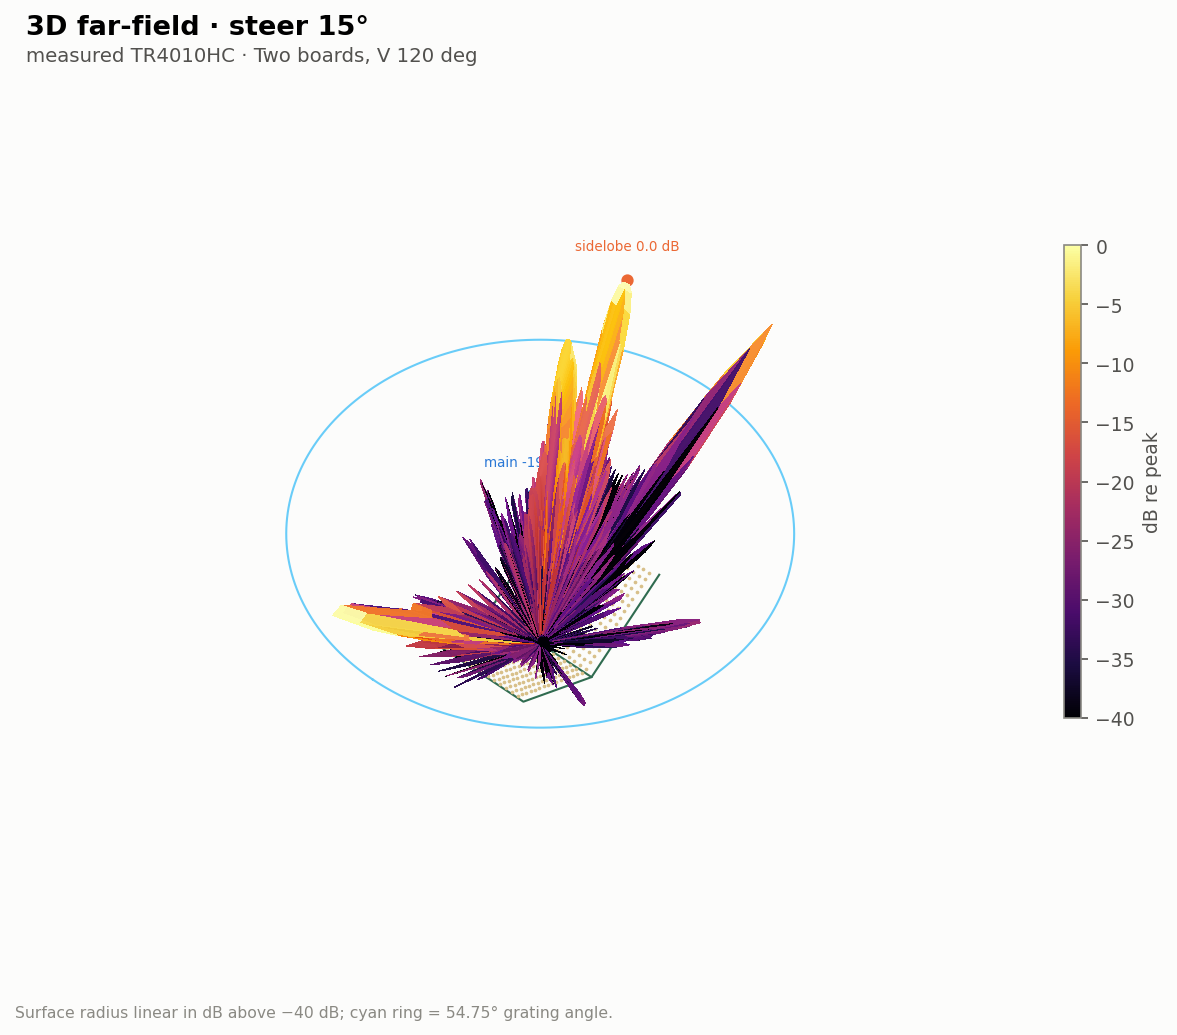 3D far-field · steer 15°
measured TR4010HC · Two boards, V 120 deg
sidelobe 0.0 dB
main -19
0
−5
−10
−15
−20
−25
−30
−35
−40
dB re peak
Surface radius linear in dB above −40 dB; cyan ring = 54.75° grating angle.